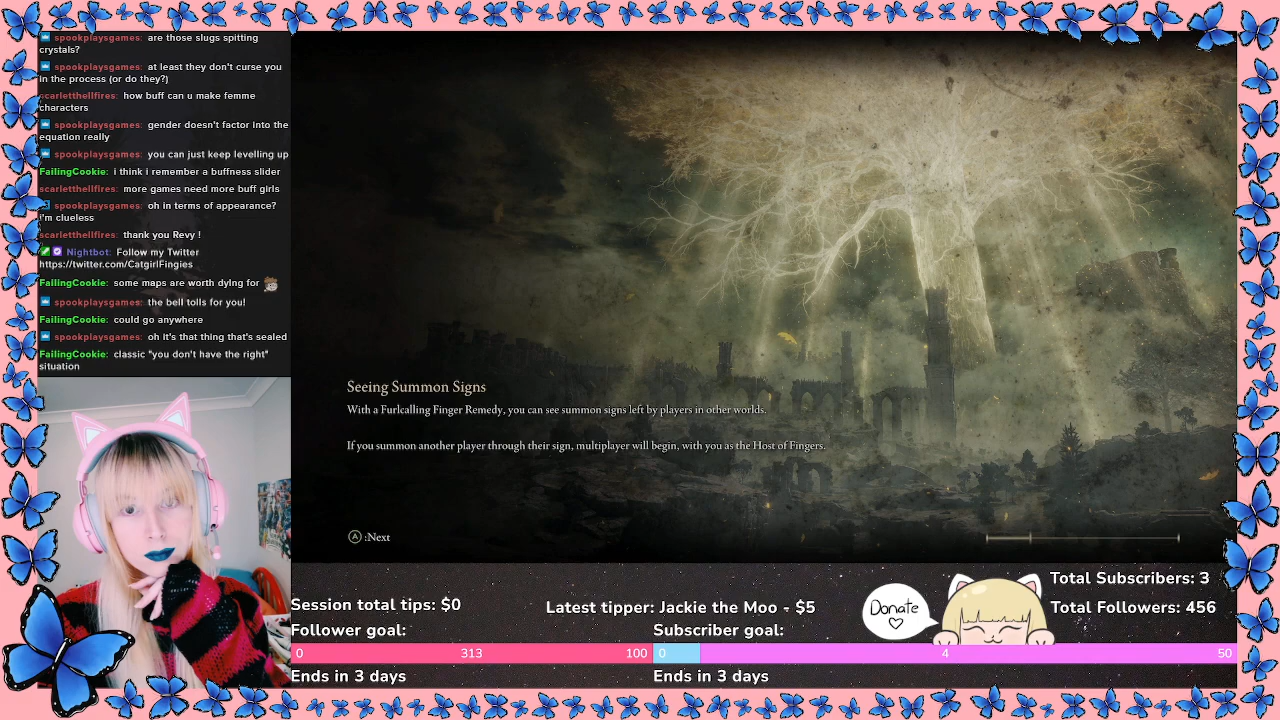 spookplaysgames: are those slugs spitting
crystals?
spookplaysgames: at least they don't curse you
in the process (or do they?)
scarletthellfires: how buff can u make femme
characters
spookplaysgames: gender doesn't factor into the
equation really
spookplaysgames: you can just keep levelling up
FailingCookie: i think i remember a buffness slider
scarletthellfires: more games need more buff girls
spookplaysgames: oh in terms of appearance?
i'm clueless
scarletthellfires: thank you Revy !
Nightbot: Follow my Twitter
https://twitter.com/CatgirlFingies
FailingCookie: some maps are worth dying for
spookplaysgames: the bell tolls for you!
FailingCookie: could go anywhere
spookplaysgames: oh it's that thing that's sealed
FailingCookie: classic "you don't have the right"
situation
Seeing Summon Signs
With a Furlcalling Finger Remedy, you can see summon signs left by players in other worlds.
If you summon another player through their sign, multiplayer will begin, with you as the Host of Fingers.
A :Next
Session total tips: $0
Latest tipper: Jackie the Moo - $5
Donate
Total Subscribers: 3
Total Followers: 456
Follower goal:
0 313 100
Ends in 3 days
Subscriber goal:
0 4 50
Ends in 3 days